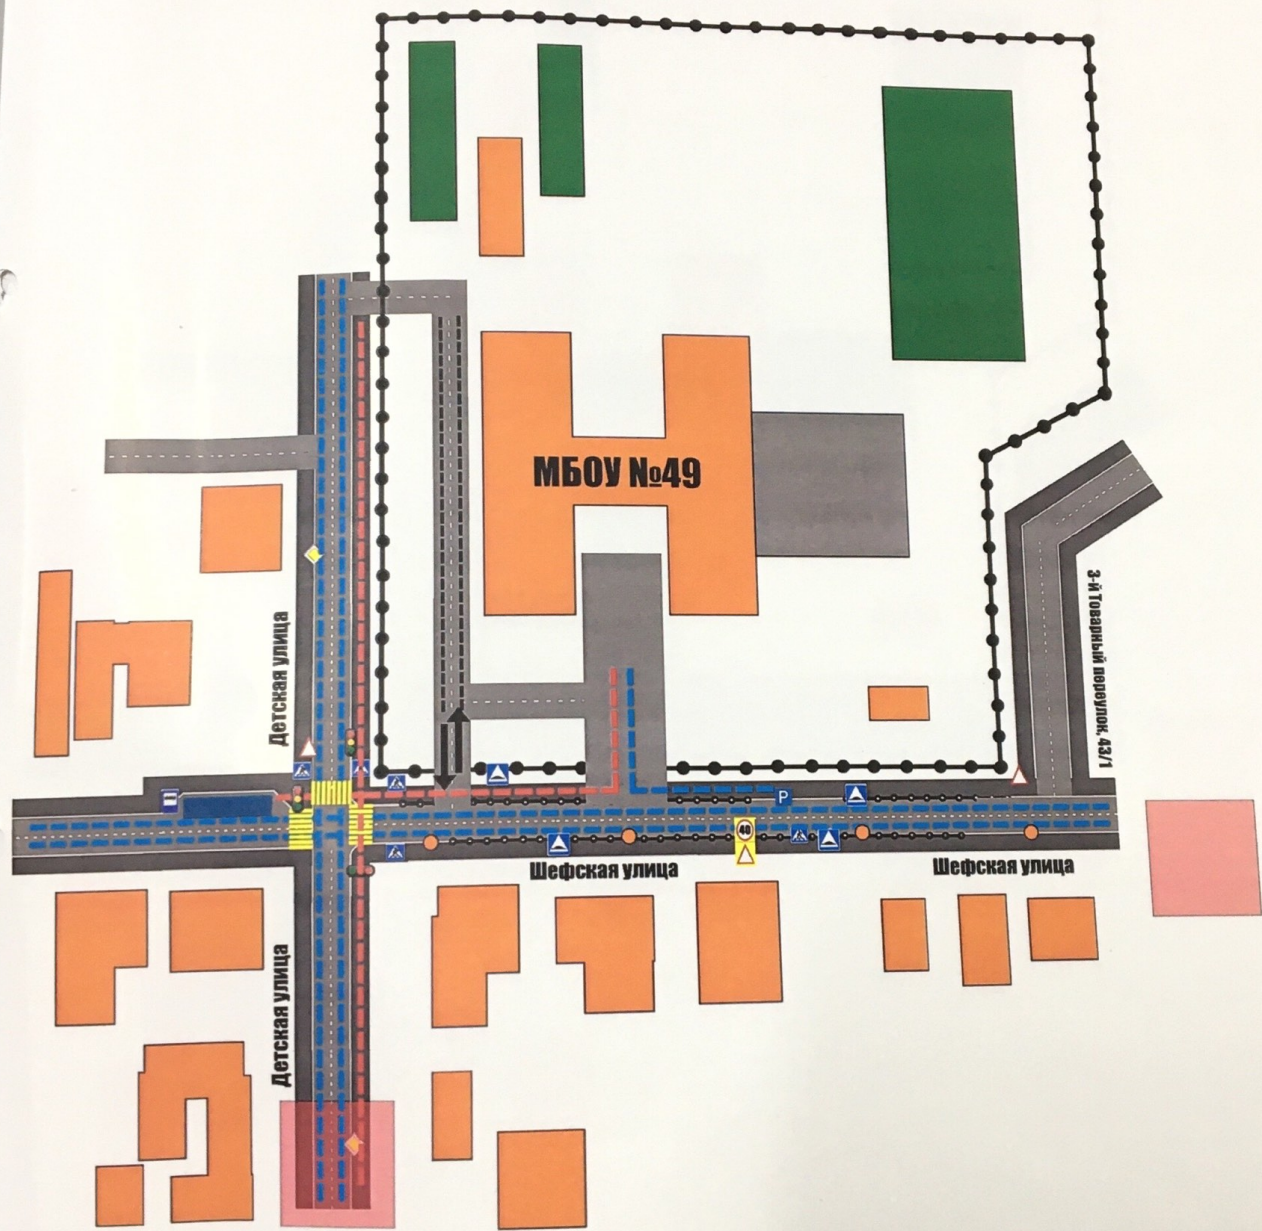 МБОУ №49
Детская улица
3-й Товарный переулок, 43/1
P
40
Шефская улица
Шефская улица
Детская улица